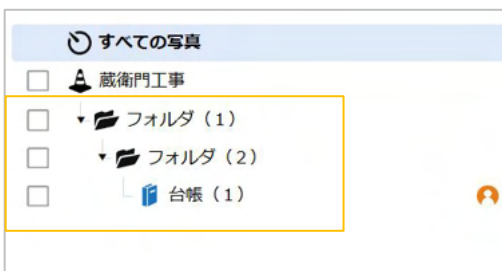 すべての写真
蔵衛門工事
フォルダ（1）
フォルダ（2）
台帳（1）